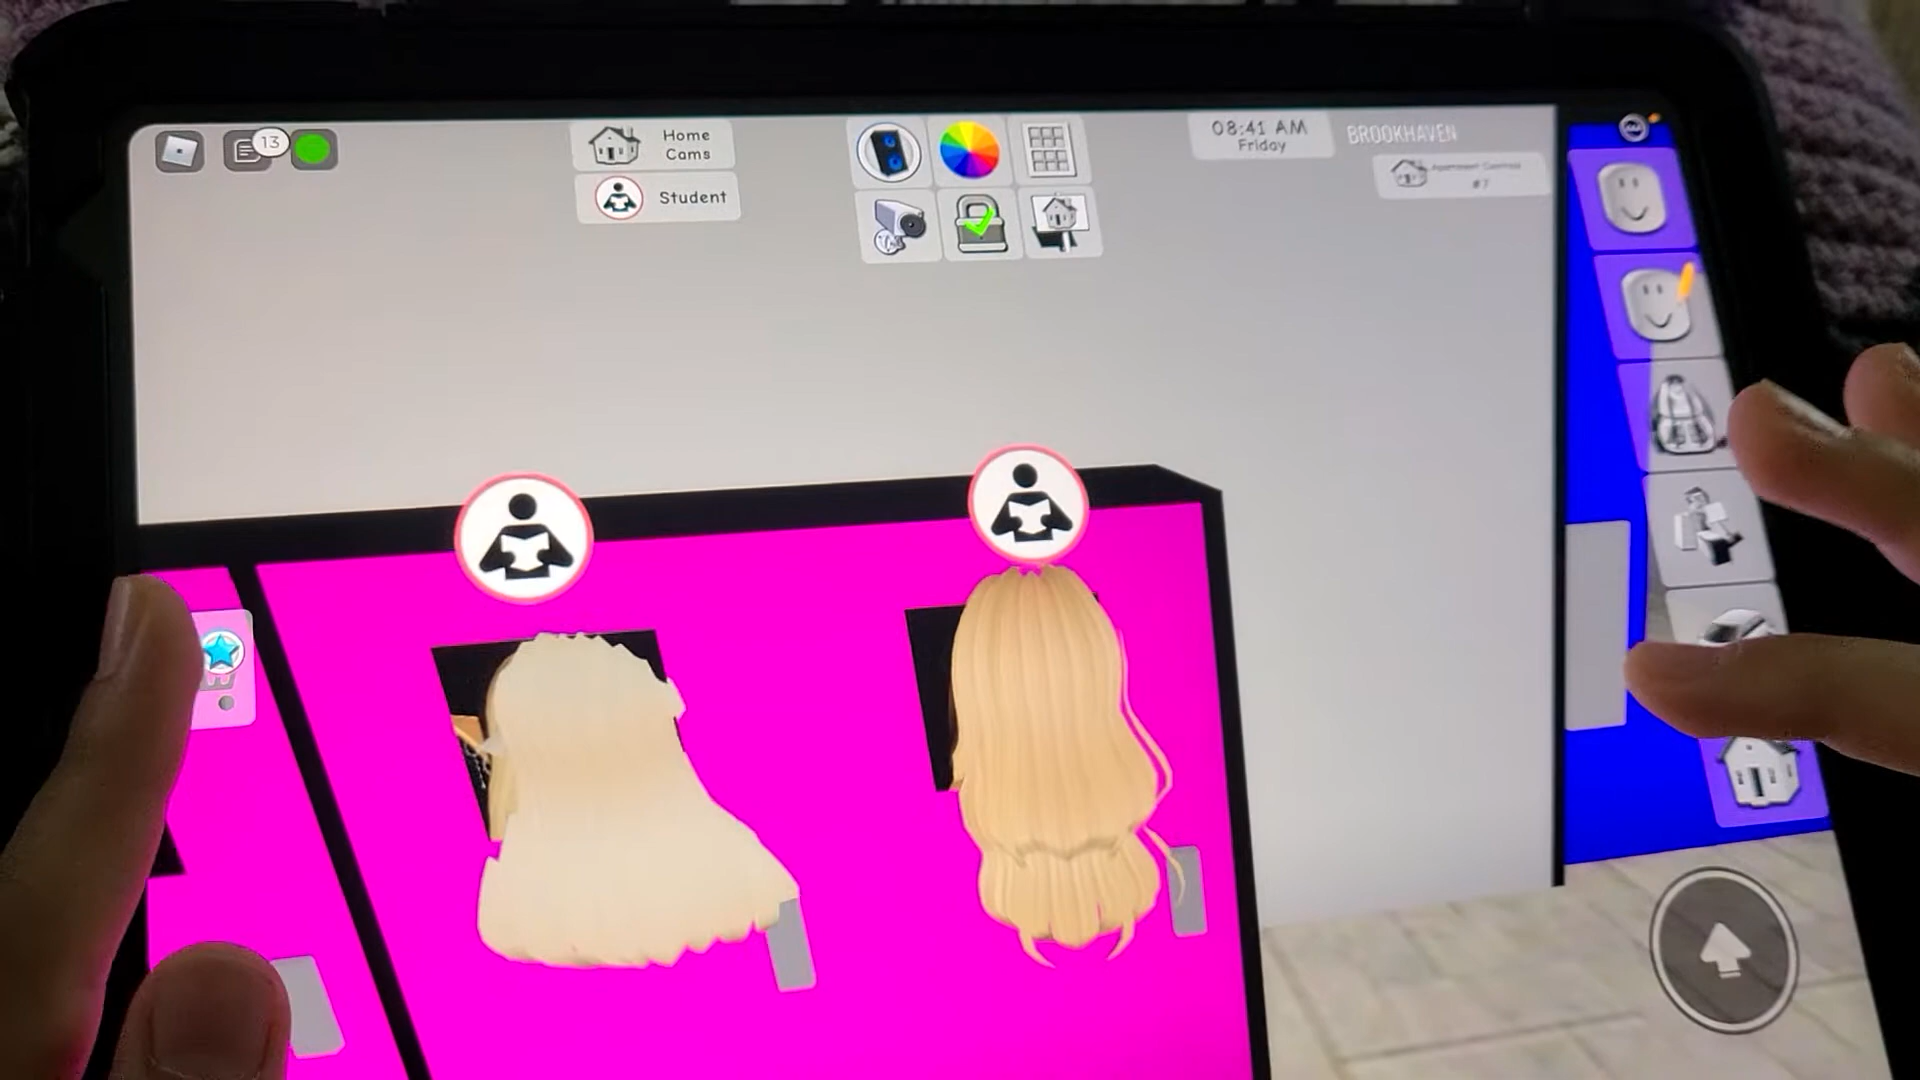 13
Home
Cams
Student
08:41 AM
Friday
BROOKHAVEN
#7